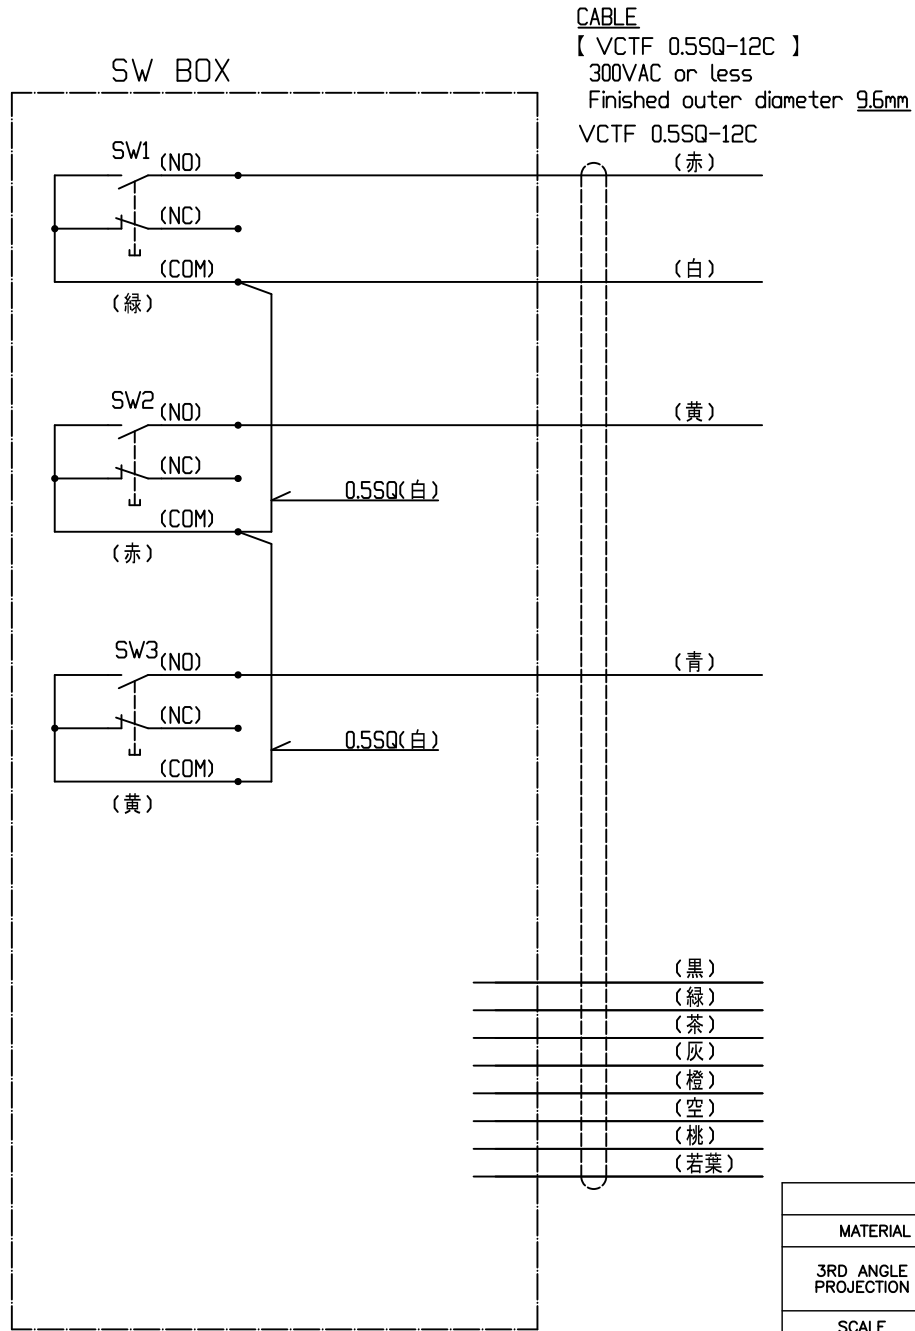 CABLE
【 VCTF 0.5SQ-12C 】
300VAC or less
Finished outer diameter 9.6mm
VCTF 0.5SQ-12C
SW BOX
SW1
(NO)
(赤)
(NC)
(COM)
(白)
(緑)
SW2
(NO)
(黄)
(NC)
0.5SQ(白)
(COM)
(赤)
SW3
(NO)
(青)
(NC)
0.5SQ(白)
(COM)
(黄)
(黒)
(緑)
(茶)
(灰)
(橙)
(空)
(桃)
(若葉)
MATERIAL
3RD ANGLE
PROJECTION
SCALE